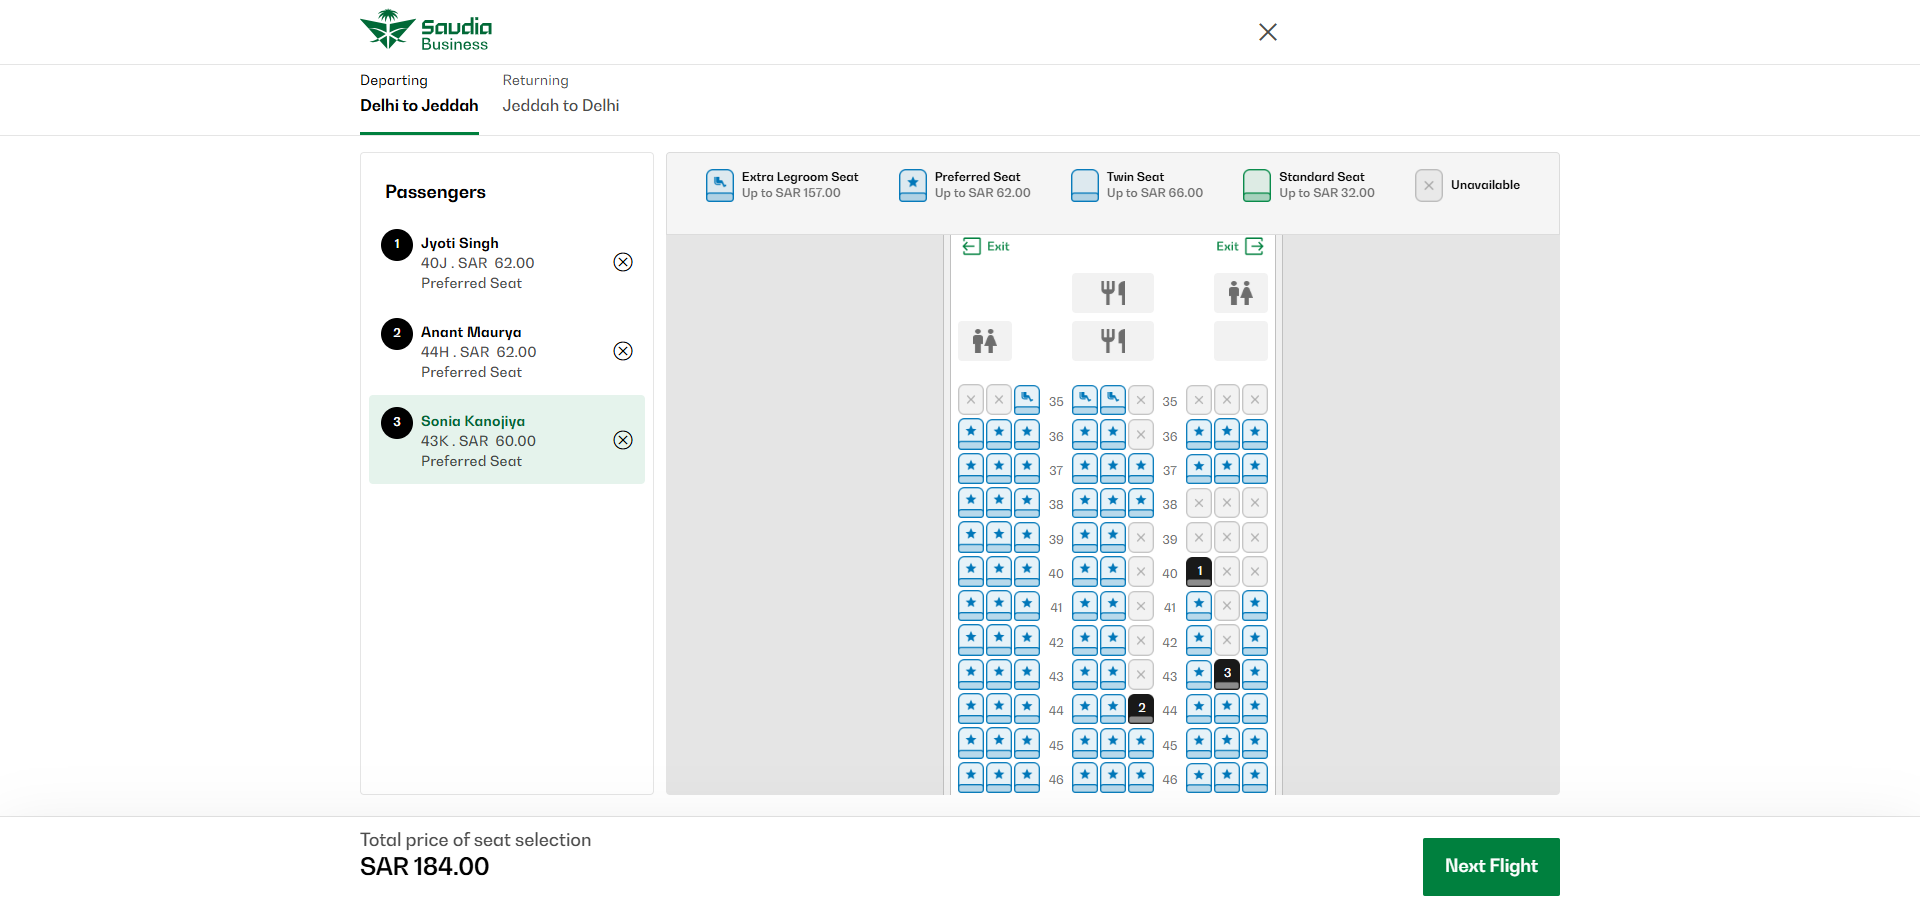 Saudia
Business
Departing
Delhi to Jeddah
Returning
Jeddah to Delhi
Passengers
1
Jyoti Singh
40J . SAR 62.00
Preferred Seat
2
Anant Maurya
44H . SAR 62.00
Preferred Seat
3
Sonia Kanojiya
43K . SAR 60.00
Preferred Seat
Extra Legroom Seat
Up to SAR 157.00
Preferred Seat
Up to SAR 62.00
Twin Seat
Up to SAR 66.00
Standard Seat
Up to SAR 32.00
Unavailable
Exit Exit
35 35
36 36
37 37
38 38
39 39
40 40 1
41 41
42 42
43 43 3
44 2 44
45 45
46 46
Total price of seat selection
SAR 184.00
Next Flight